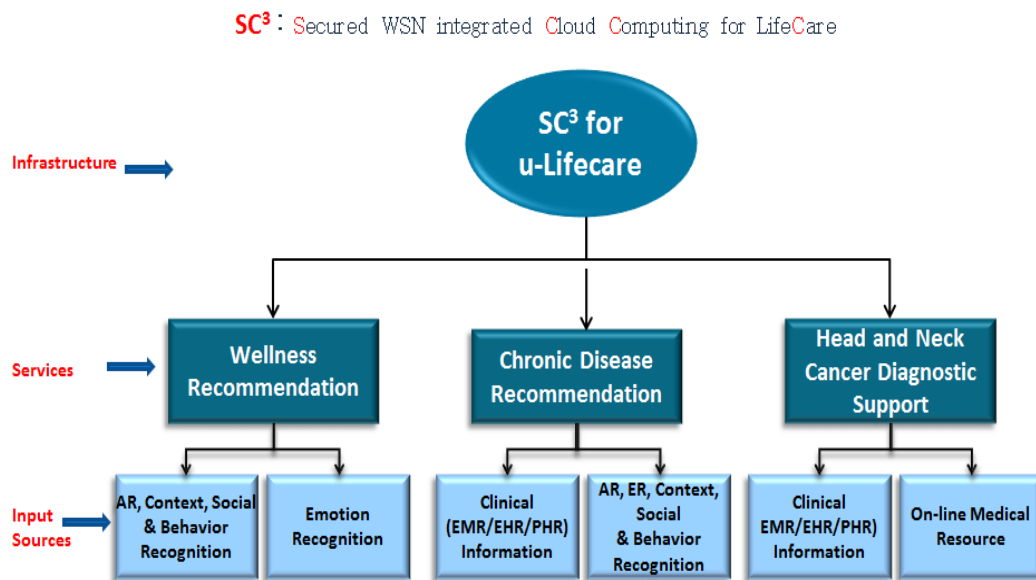 SC³ : Secured WSN integrated Cloud Computing for LifeCare
SC³ for
u-Lifecare
Infrastructure
Services
Wellness
Recommendation
Chronic Disease
Recommendation
Head and Neck
Cancer Diagnostic
Support
Input
Sources
AR, Context, Social
& Behavior
Recognition
Emotion
Recognition
Clinical
(EMR/EHR/PHR)
Information
AR, ER, Context,
Social
& Behavior
Recognition
Clinical
EMR/EHR/PHR)
Information
On-line Medical
Resource